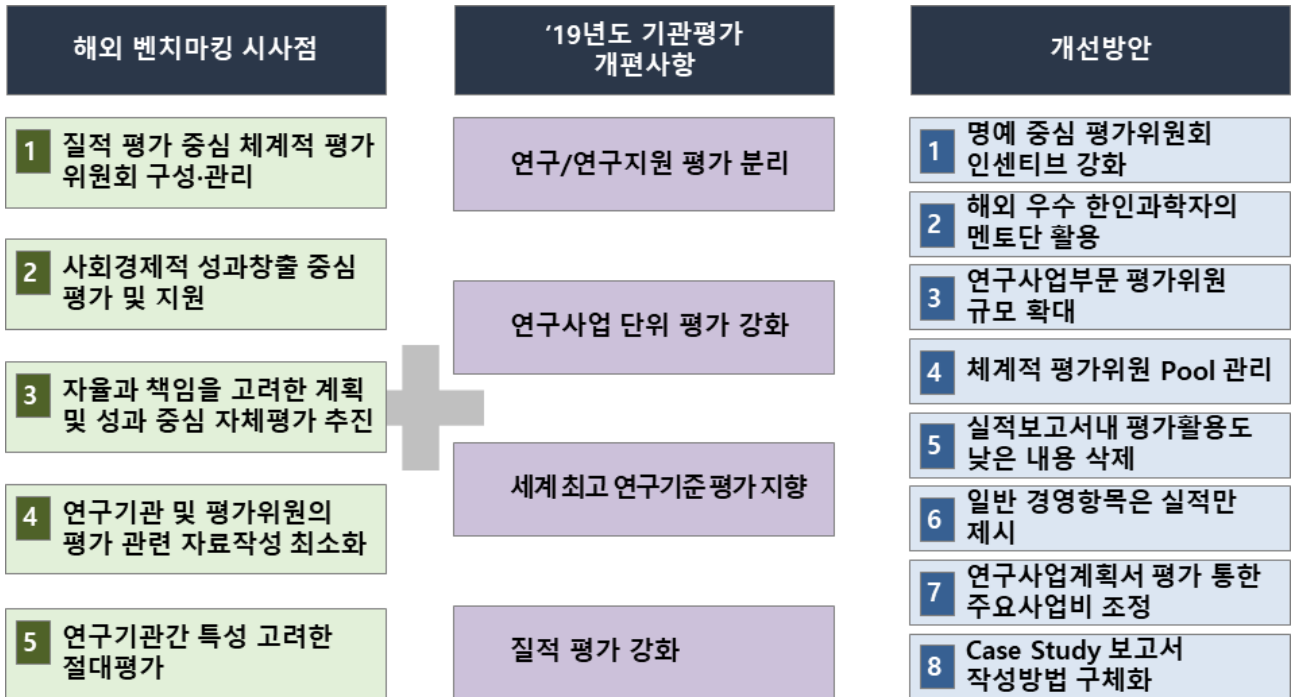 해외 벤치마킹 시사점
1
질적 평가 중심 체계적 평가
위원회 구성·관리
2
사회경제적 성과창출 중심
평가 및 지원
3
자율과 책임을 고려한 계획
및 성과 중심 자체평가 추진
4
연구기관 및 평가위원의
평가 관련 자료작성 최소화
5
연구기관간 특성 고려한
절대평가
’19년도 기관평가
개편사항
연구/연구지원 평가 분리
연구사업 단위 평가 강화
세계 최고 연구기준 평가 지향
질적 평가 강화
개선방안
1
명예 중심 평가위원회
인센티브 강화
2
해외 우수 한인과학자의
멘토단 활용
3
연구사업부문 평가위원
규모 확대
4
체계적 평가위원 Pool 관리
5
실적보고서내 평가활용도
낮은 내용 삭제
6
일반 경영항목은 실적만
제시
7
연구사업계획서 평가 통한
주요사업비 조정
8
Case Study 보고서
작성방법 구체화